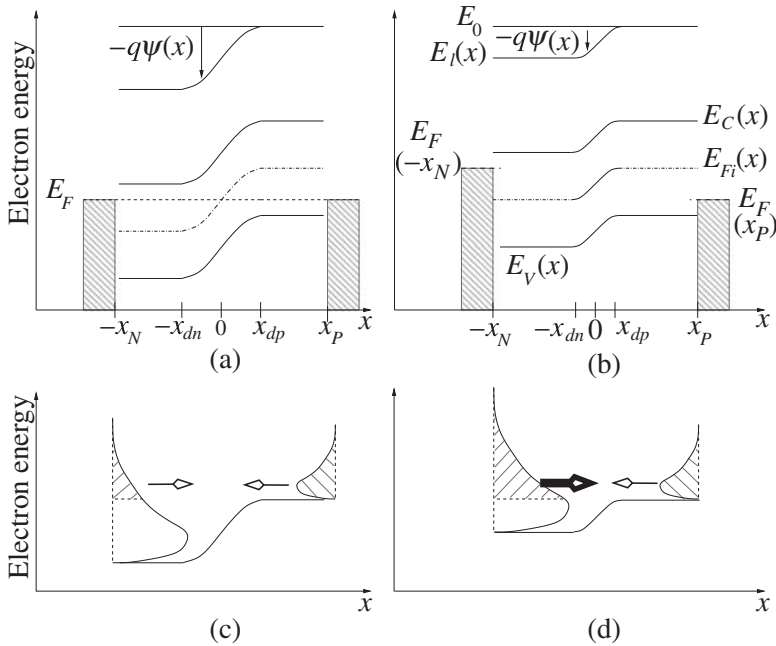 Electron energy
−qψ(x)
E_F
−x_N
−x_dn
0
x_dp
x_P
x
(a)
E_0
−qψ(x)
E_l(x)
E_C(x)
E_F
(−x_N)
E_Fi(x)
E_F
(x_P)
E_V(x)
−x_N
−x_dn
0
x_dp
x_P
x
(b)
Electron energy
x
(c)
x
(d)